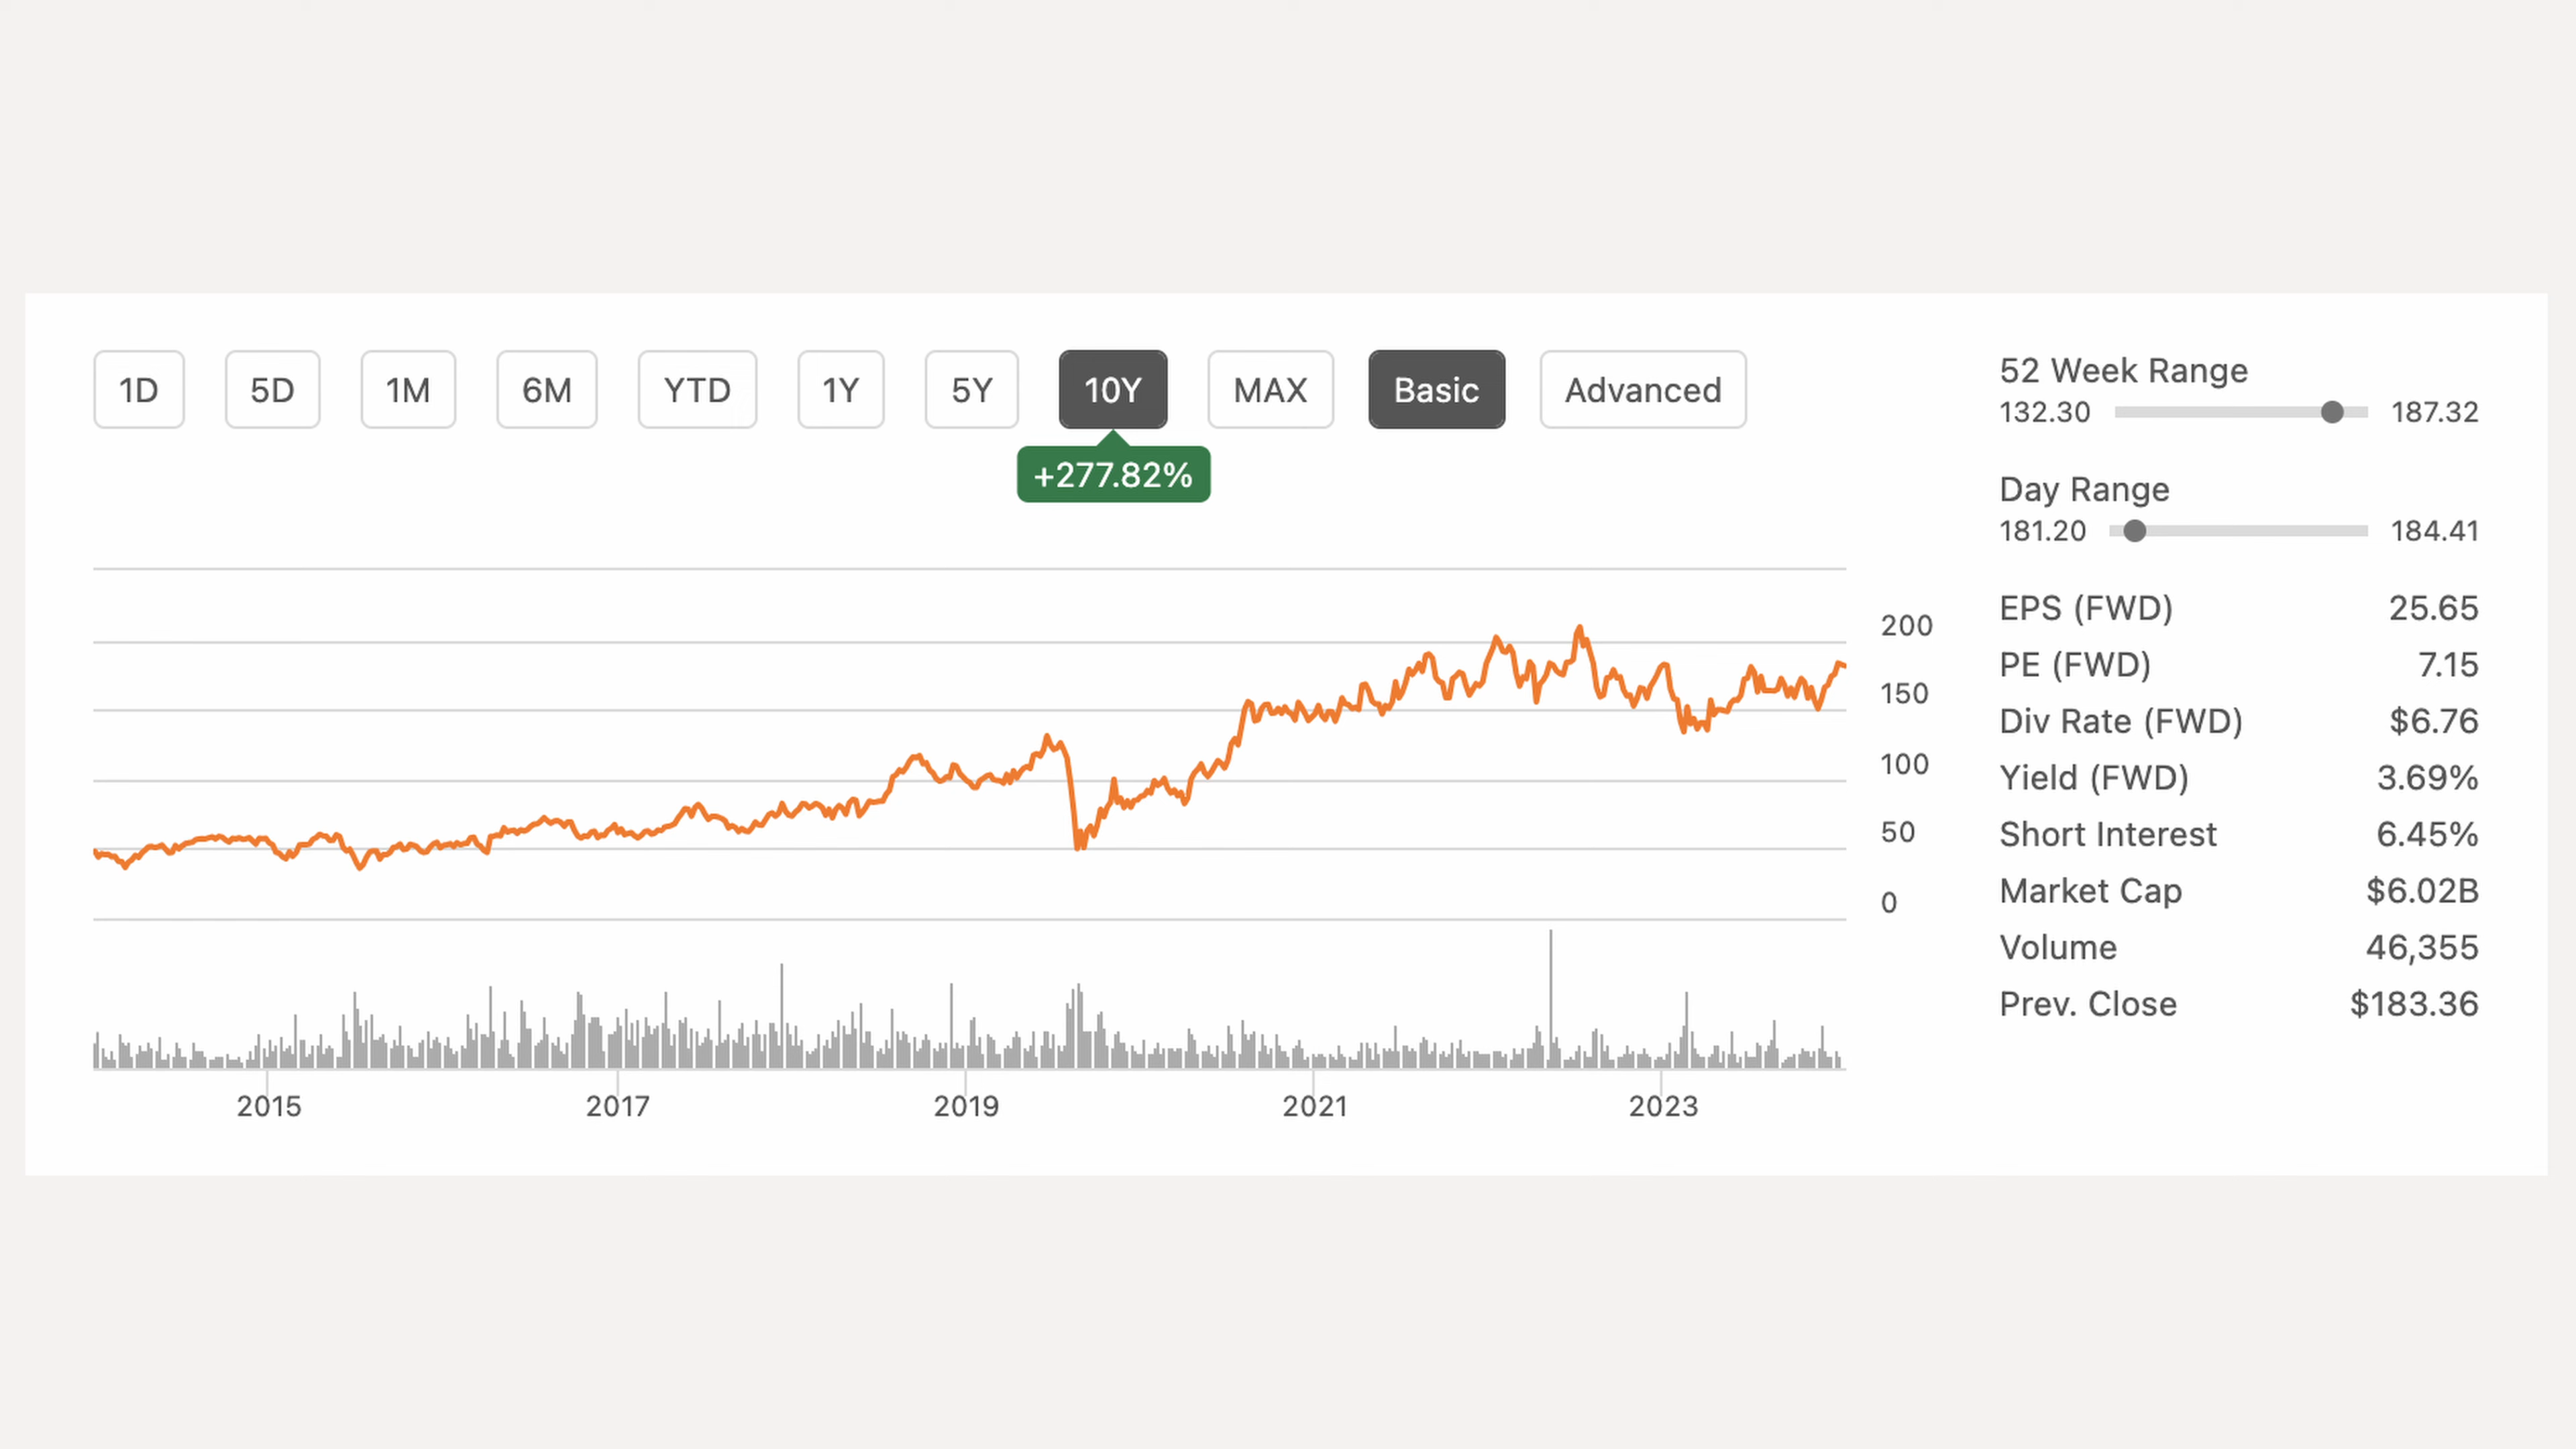 1D 5D 1M 6M YTD 1Y 5Y 10Y MAX Basic Advanced
+277.82%
200
150
100
50
0
2015 2017 2019 2021 2023
52 Week Range
132.30 187.32
Day Range
181.20 184.41
EPS (FWD) 25.65
PE (FWD) 7.15
Div Rate (FWD) $6.76
Yield (FWD) 3.69%
Short Interest 6.45%
Market Cap $6.02B
Volume 46,355
Prev. Close $183.36